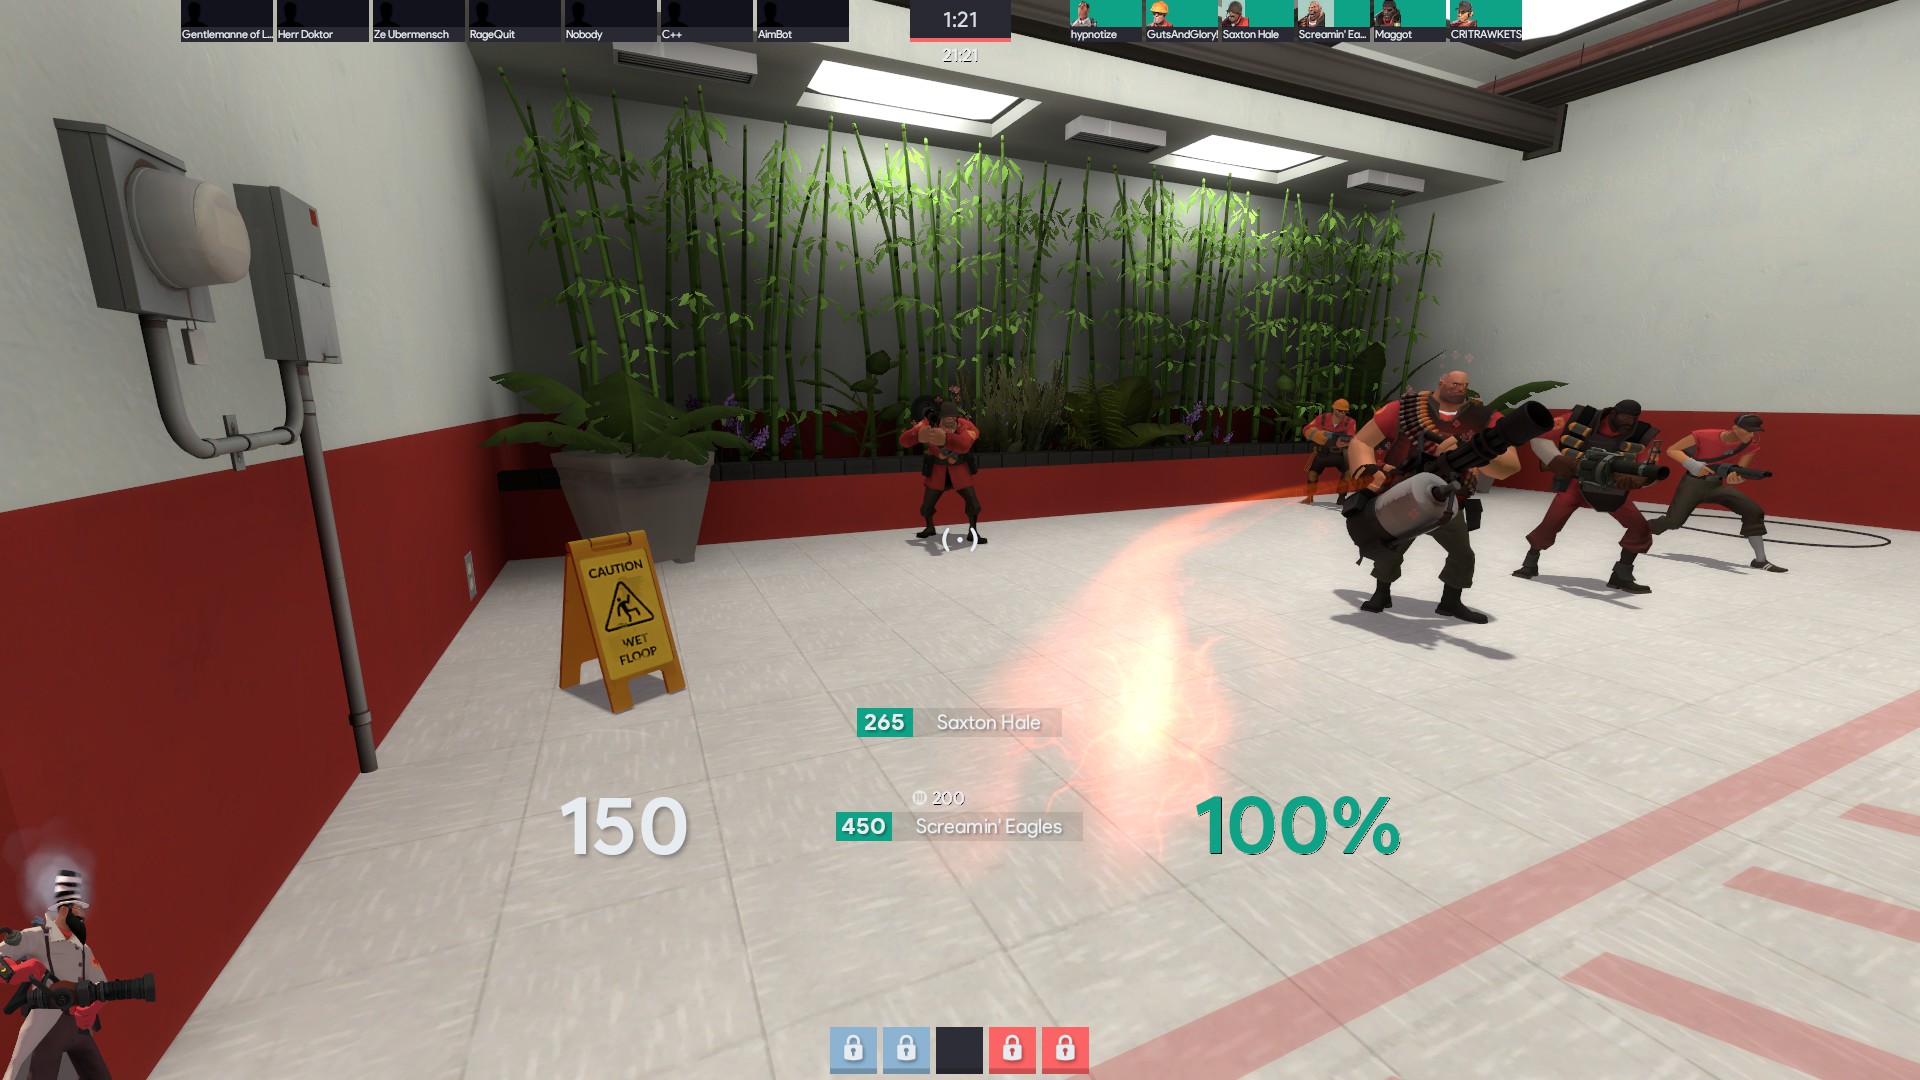 Gentlemanne of L...
Herr Doktor
Ze Ubermensch
RageQuit
Nobody
C++
AimBot
1:21
21:21
hypnotize
GutsAndGlory!
Saxton Hale
Screamin' Ea...
Maggot
CRITRAWKETS
CAUTION
WET
FLOOR
265 Saxton Hale
200
450 Screamin' Eagles
150
100%